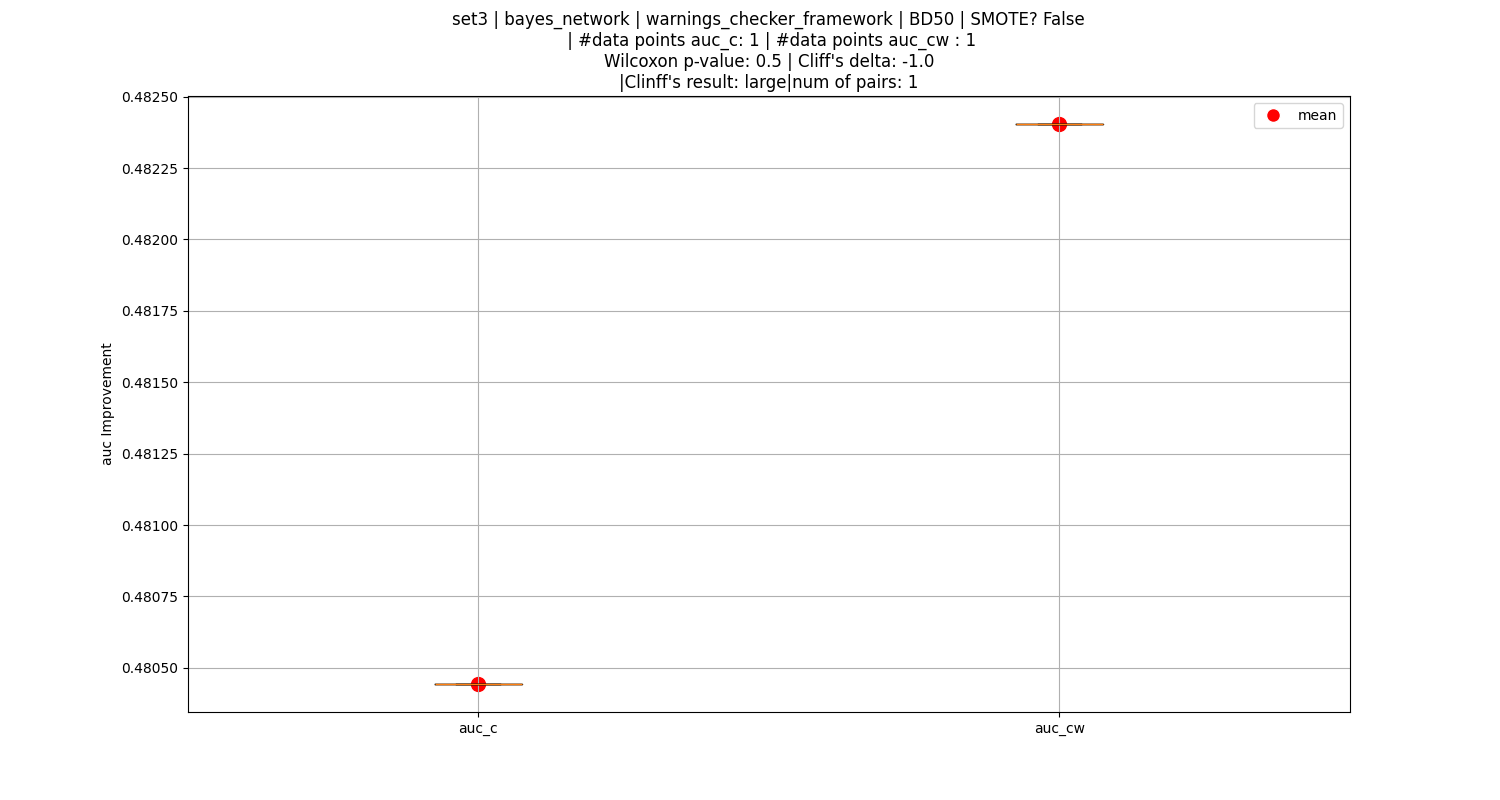 set3 | bayes_network | warnings_checker_framework | BD50 | SMOTE? False
| #data points auc_c: 1 | #data points auc_cw : 1
Wilcoxon p-value: 0.5 | Cliff's delta: -1.0
|Clinff's result: large|num of pairs: 1
mean
auc Improvement
0.48250
0.48225
0.48200
0.48175
0.48150
0.48125
0.48100
0.48075
0.48050
auc_c
auc_cw